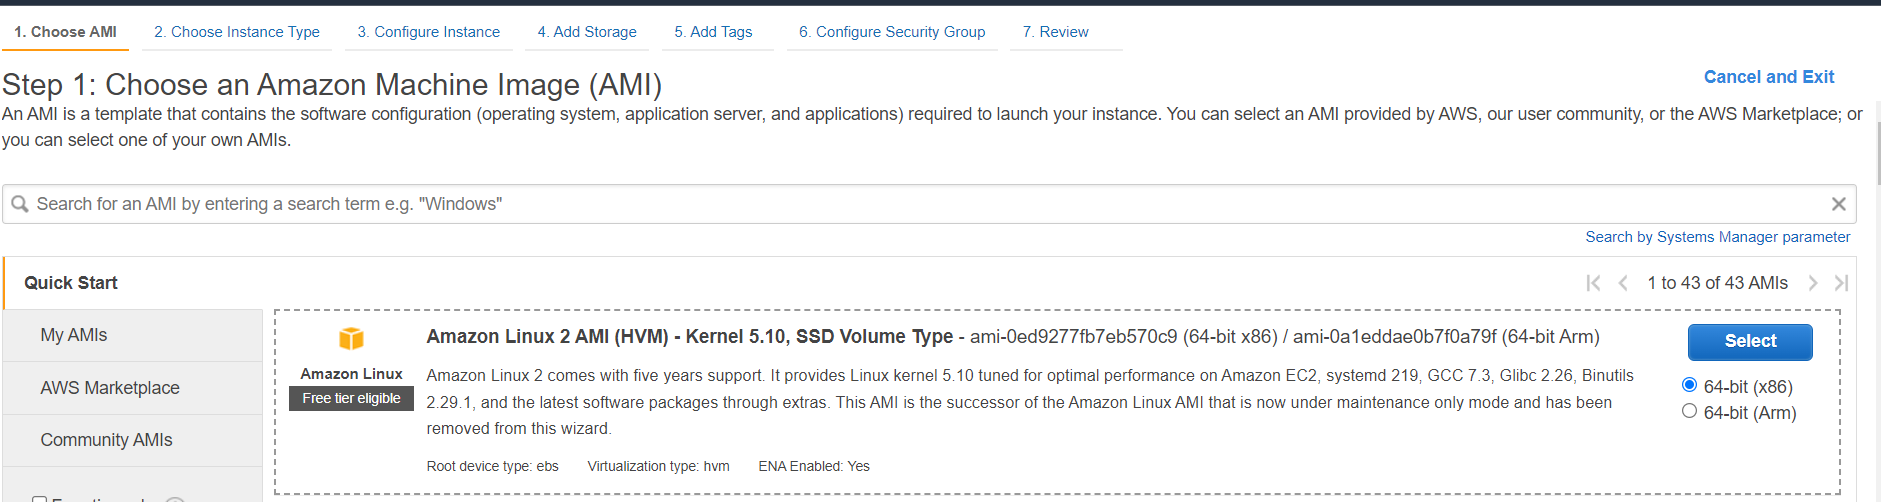 1. Choose AMI 2. Choose Instance Type 3. Configure Instance 4. Add Storage 5. Add Tags 6. Configure Security Group 7. Review
Step 1: Choose an Amazon Machine Image (AMI)
Cancel and Exit
An AMI is a template that contains the software configuration (operating system, application server, and applications) required to launch your instance. You can select an AMI provided by AWS, our user community, or the AWS Marketplace; or
you can select one of your own AMIs.
Search for an AMI by entering a search term e.g. "Windows"
Search by Systems Manager parameter
Quick Start
1 to 43 of 43 AMIs
My AMIs
AWS Marketplace
Community AMIs
Amazon Linux
Free tier eligible
Amazon Linux 2 AMI (HVM) - Kernel 5.10, SSD Volume Type - ami-0ed9277fb7eb570c9 (64-bit x86) / ami-0a1eddae0b7f0a79f (64-bit Arm)
Amazon Linux 2 comes with five years support. It provides Linux kernel 5.10 tuned for optimal performance on Amazon EC2, systemd 219, GCC 7.3, Glibc 2.26, Binutils
2.29.1, and the latest software packages through extras. This AMI is the successor of the Amazon Linux AMI that is now under maintenance only mode and has been
removed from this wizard.
Root device type: ebs Virtualization type: hvm ENA Enabled: Yes
Select
64-bit (x86)
64-bit (Arm)